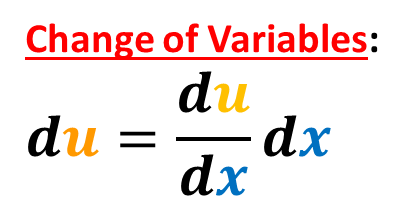 Change of Variables:
du = du/dx dx